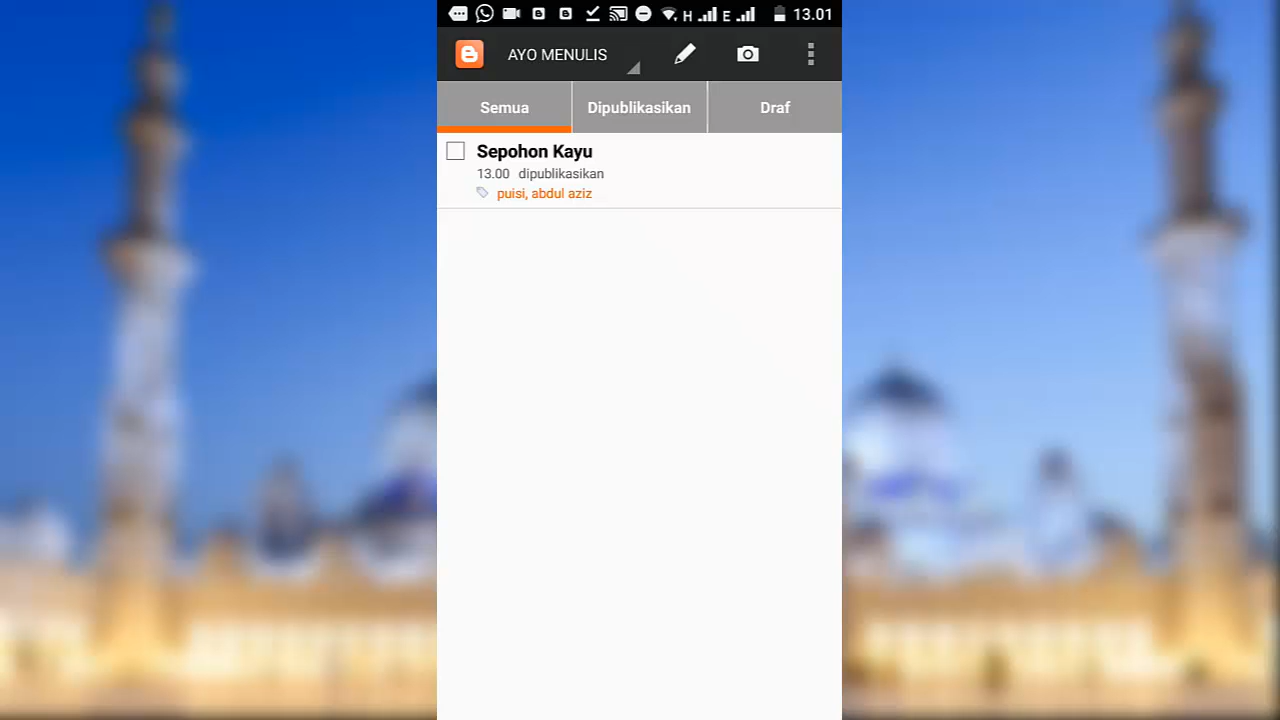 H E 13.01
AYO MENULIS
Semua Dipublikasikan Draf
Sepohon Kayu
13.00 dipublikasikan
puisi, abdul aziz